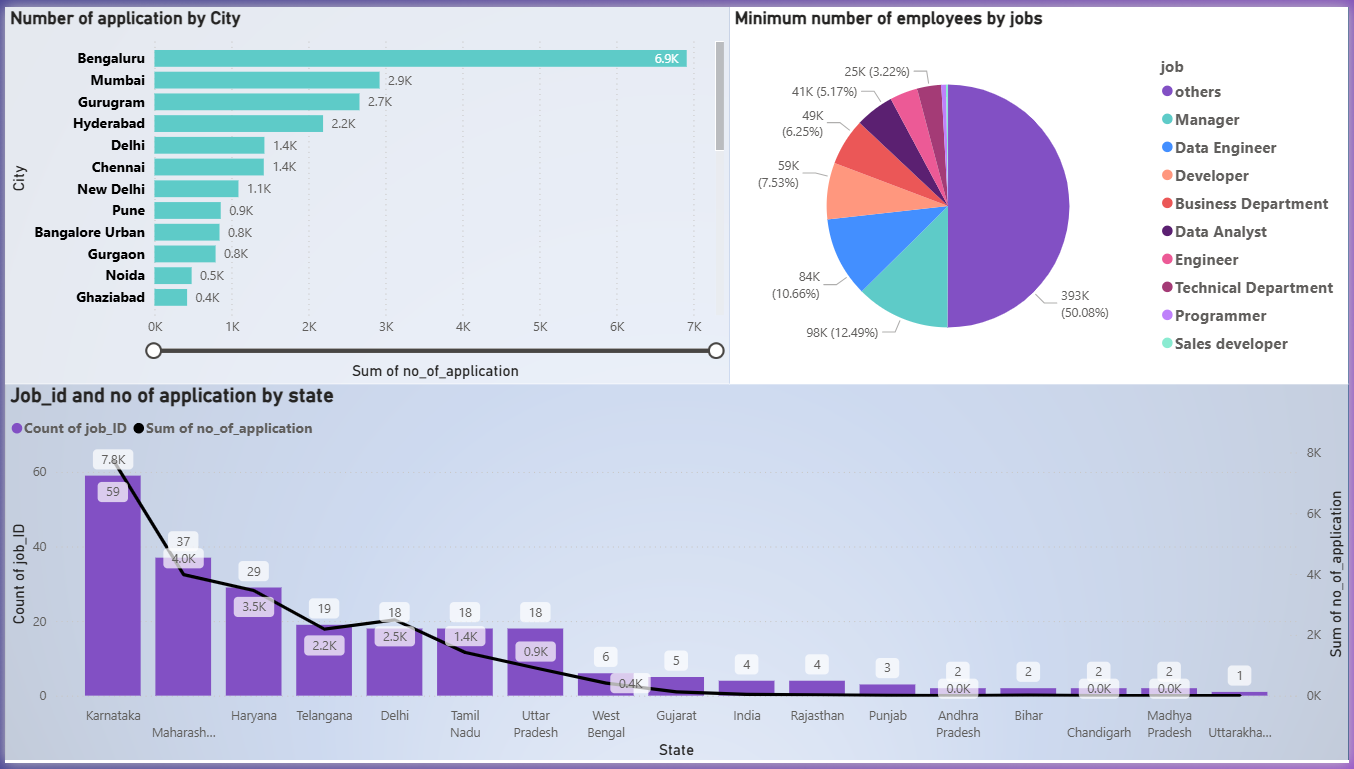 Number of application by City
Bengaluru 6.9K
Mumbai 2.9K
Gurugram 2.7K
Hyderabad 2.2K
Delhi 1.4K
Chennai 1.4K
New Delhi 1.1K
Pune 0.9K
Bangalore Urban 0.8K
Gurgaon 0.8K
Noida 0.5K
Ghaziabad 0.4K
City
0K 1K 2K 3K 4K 5K 6K 7K
Sum of no_of_application
Minimum number of employees by jobs
25K (3.22%)
41K (5.17%)
49K
(6.25%)
59K
(7.53%)
84K
(10.66%)
98K (12.49%)
393K
(50.08%)
job
others
Manager
Data Engineer
Developer
Business Department
Data Analyst
Engineer
Technical Department
Programmer
Sales developer
Job_id and no of application by state
Count of job_ID Sum of no_of_application
Count of job_ID
60
40
20
0
7.8K
59
37
4.0K
29
3.5K
19
2.2K
18
2.5K
18
1.4K
18
0.9K
6
0.4K
5
4
4
3
2
0.0K
2
2
0.0K
2
0.0K
1
8K
6K
4K
2K
0K
Sum of no_of_application
Karnataka
Maharash...
Haryana
Telangana
Delhi
Tamil
Nadu
Uttar
Pradesh
West
Bengal
Gujarat
India
Rajasthan
Punjab
Andhra
Pradesh
Bihar
Chandigarh
Madhya
Pradesh
Uttarakha...
State